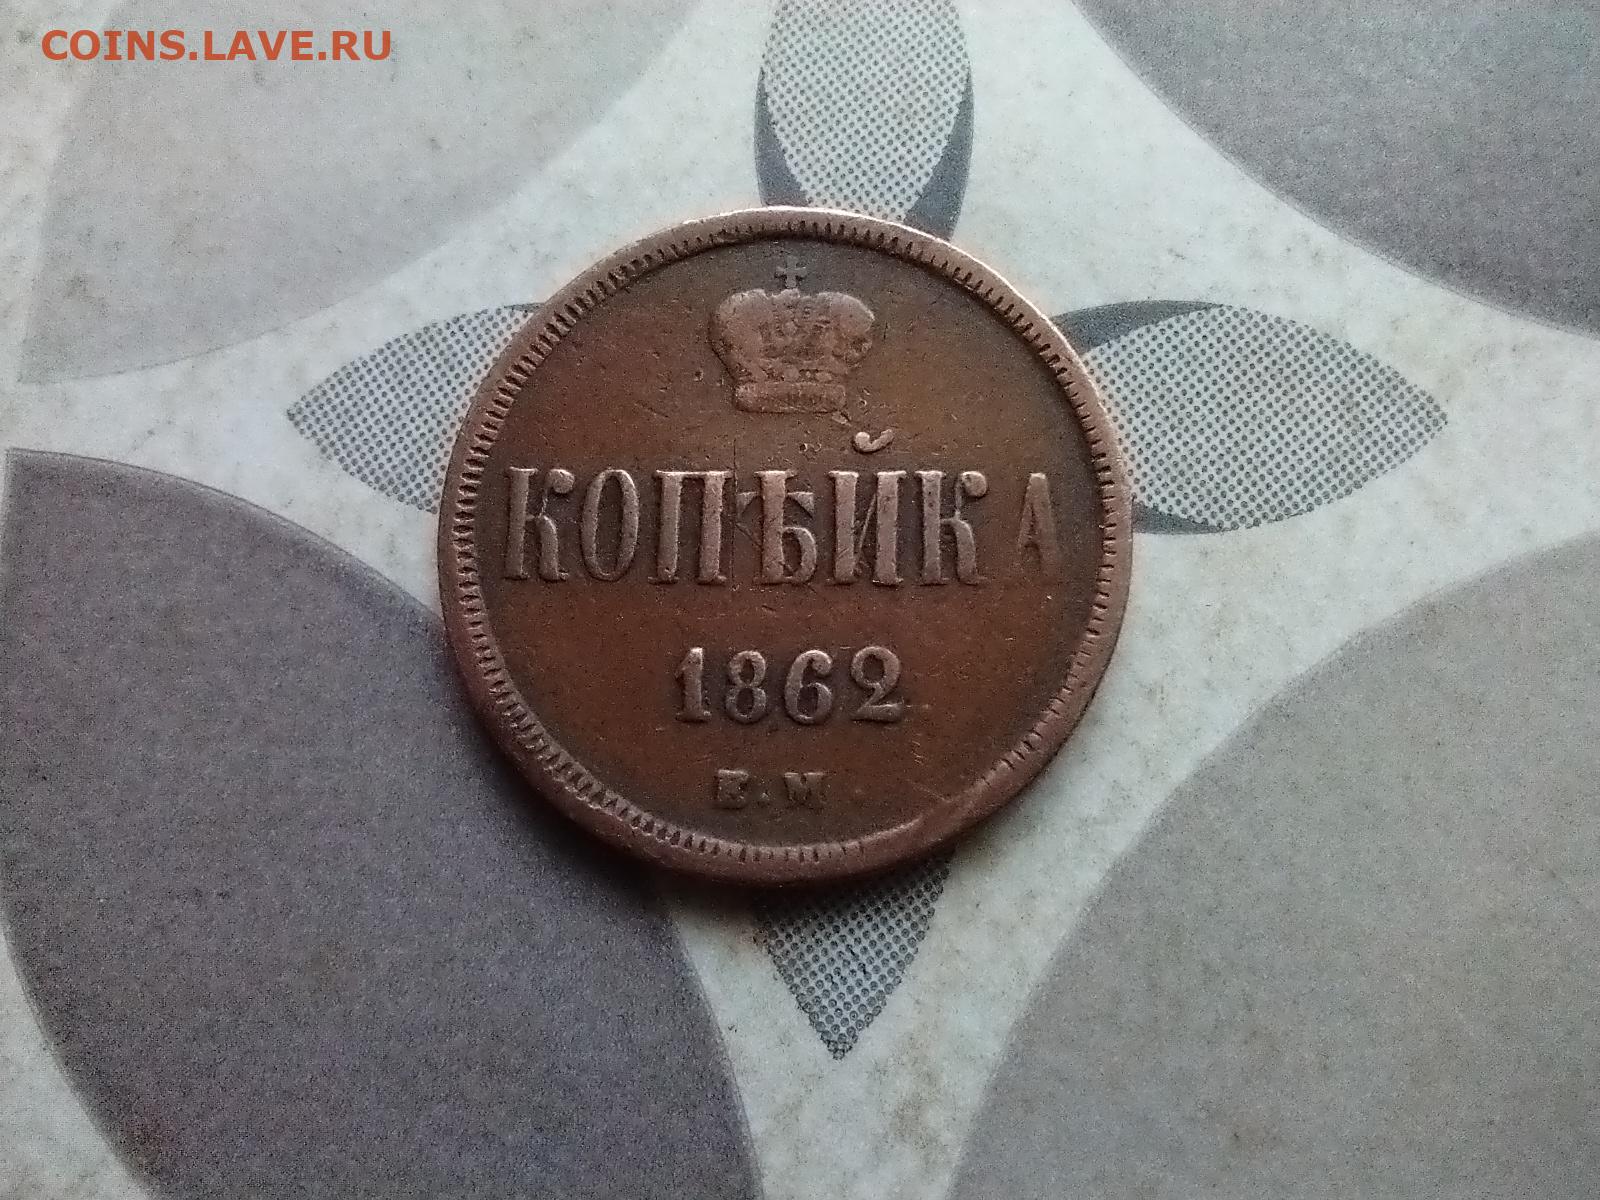 COINS.LAVE.RU
КОПѢЙКА
1862
Е.М